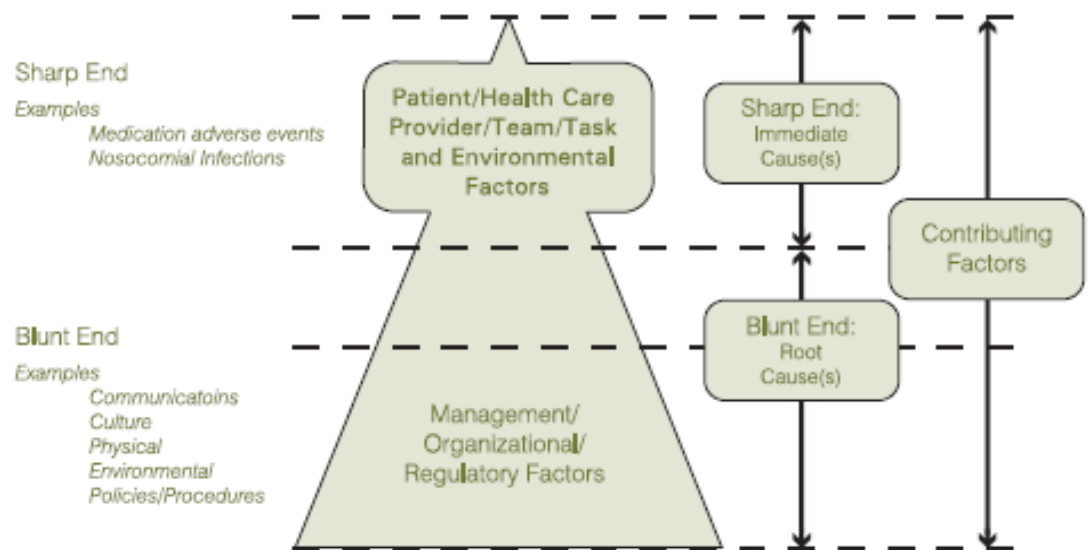 Sharp End
Examples
Medication adverse events
Nosocomial Infections
Patient/Health Care
Provider/Team/Task
and Environmental
Factors
Sharp End:
Immediate
Cause(s)
Contributing
Factors
Blunt End
Examples
Communicatoins
Culture
Physical
Environmental
Policies/Procedures
Management/
Organizational/
Regulatory Factors
Blunt End:
Root
Cause(s)